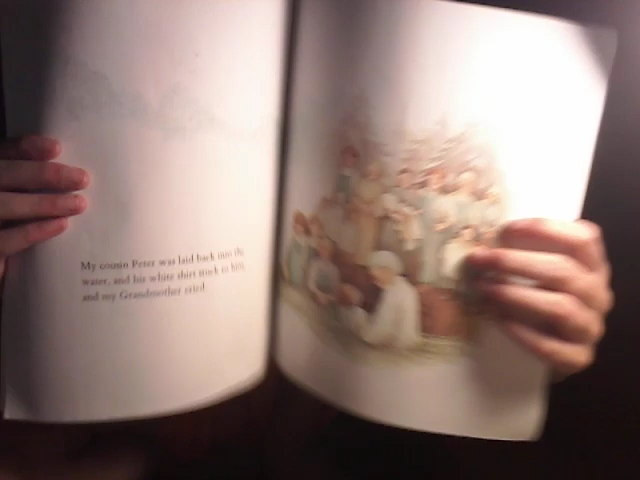 My cousin Peter was laid back into the
water, and his white shirt stuck to him,
and my Grandmother cried.